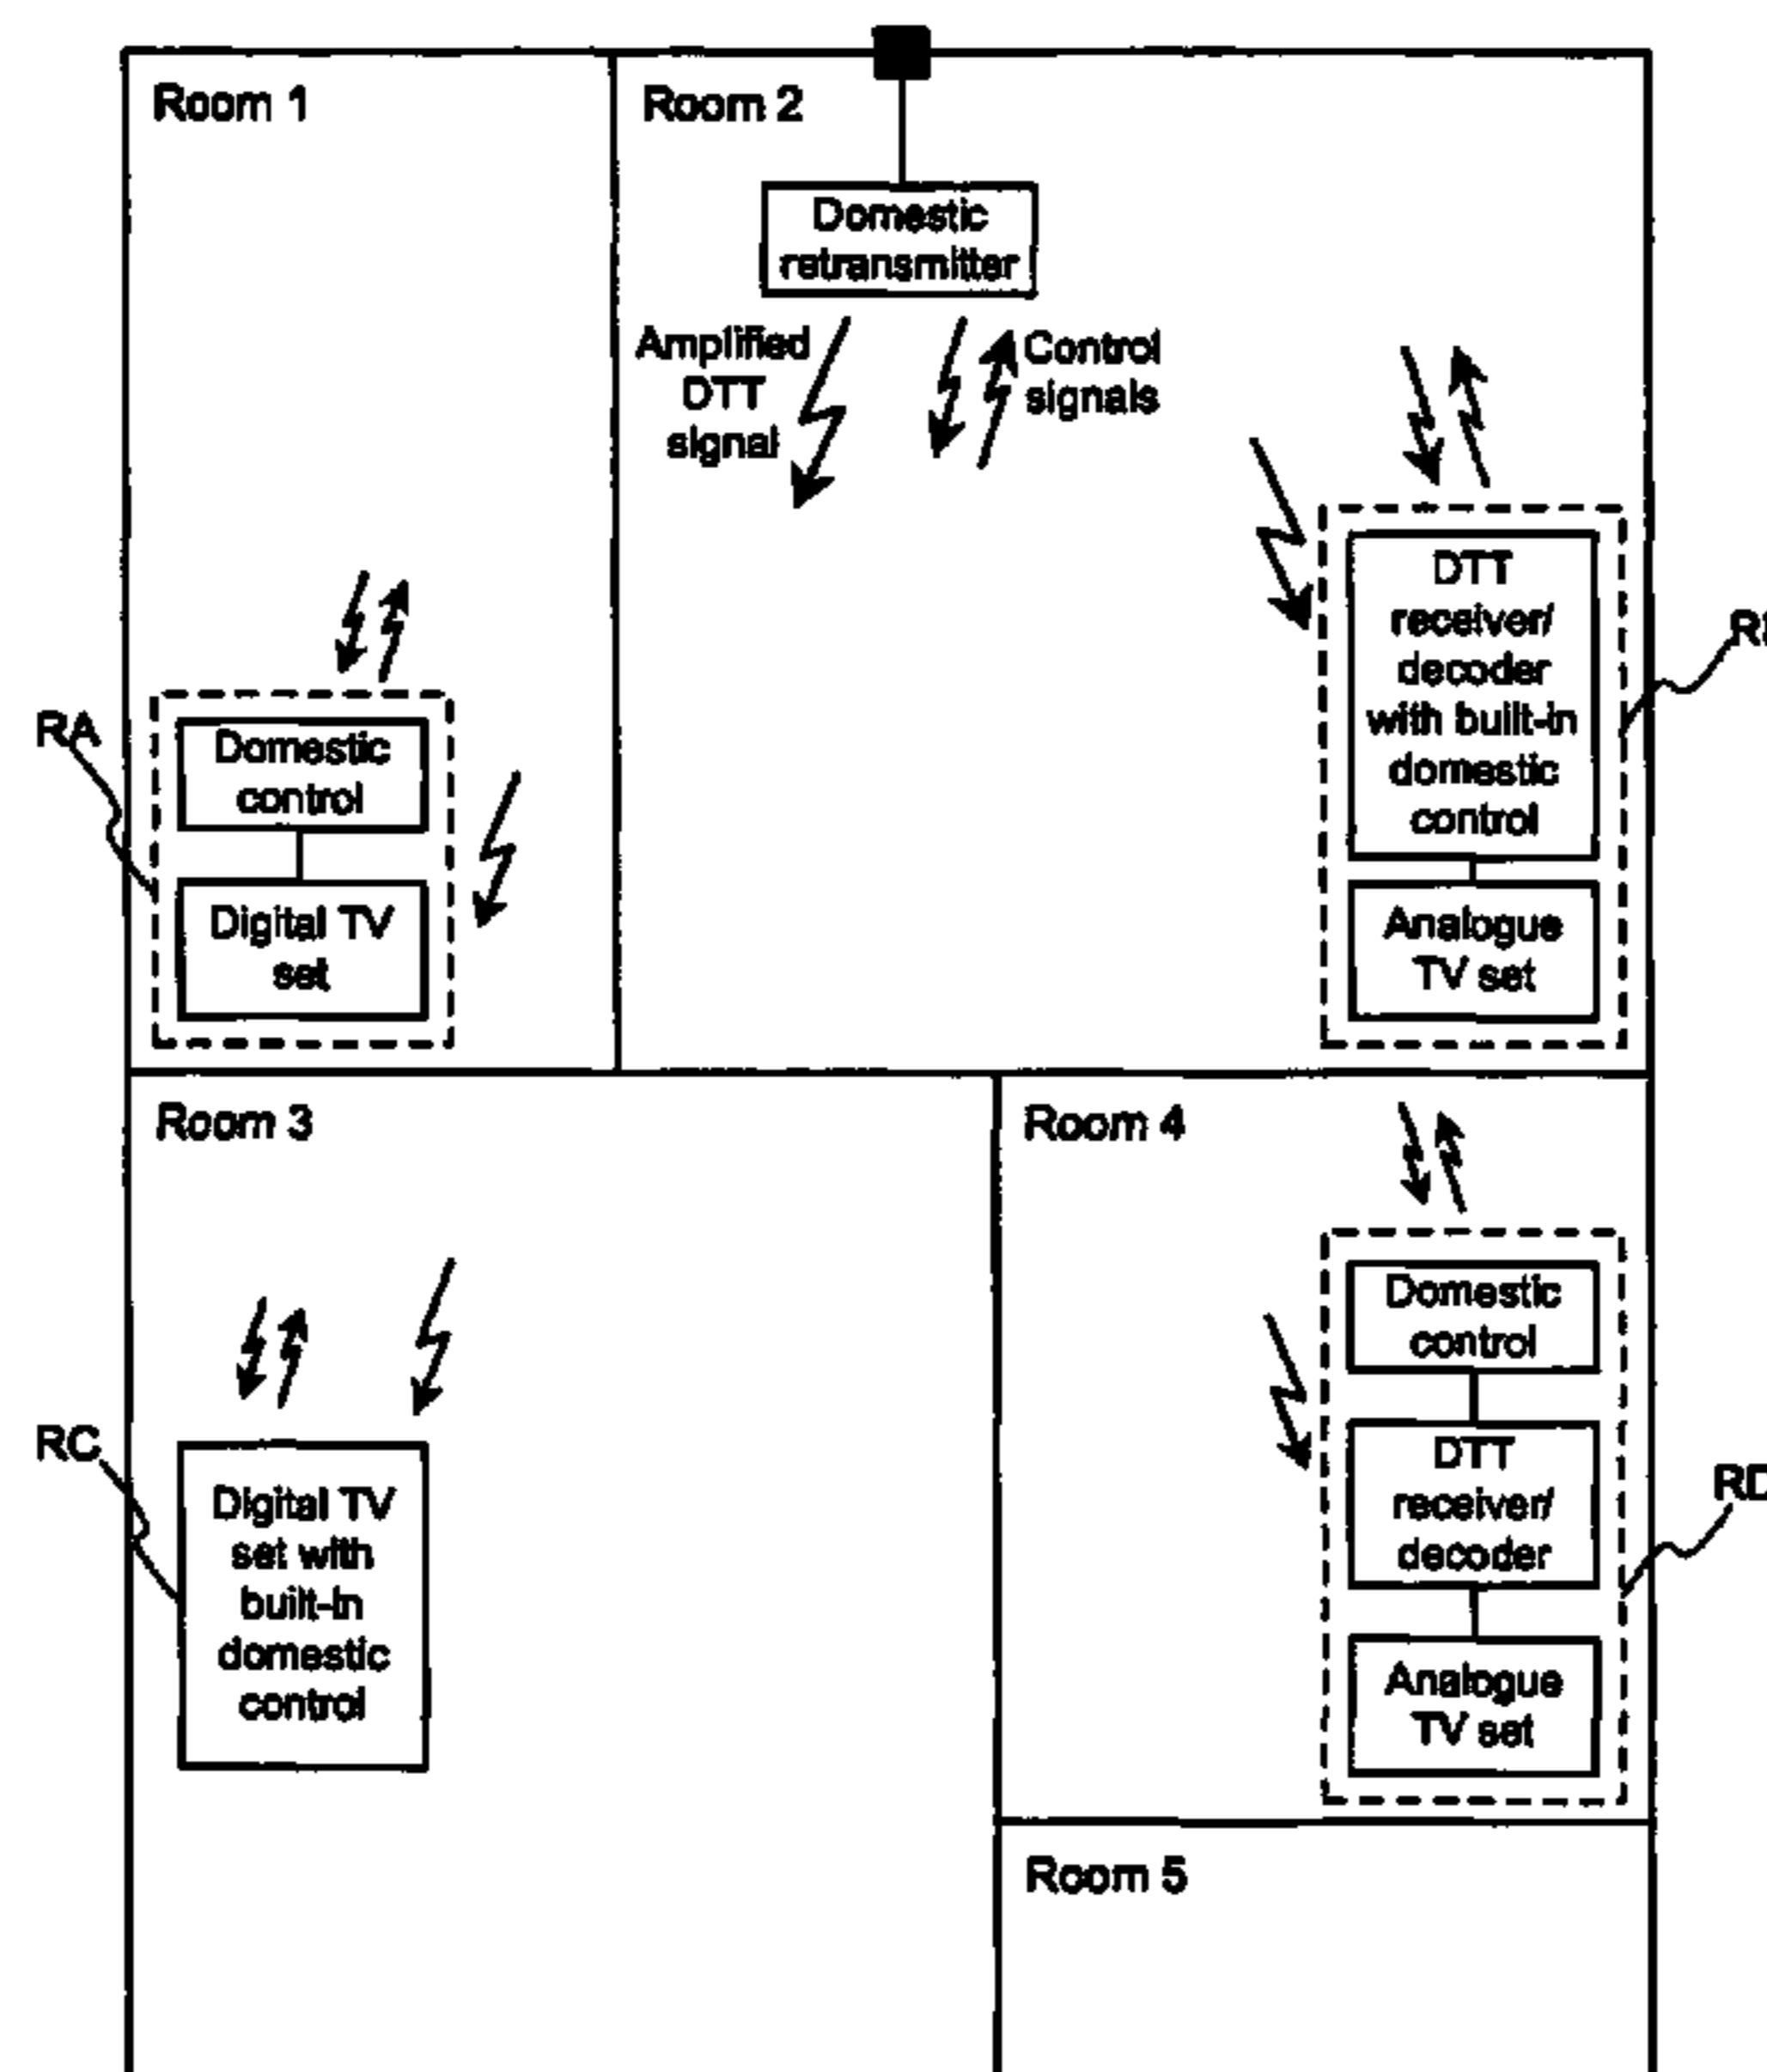 Room 1
Room 2
Domestic
retransmitter
Amplified
DTT
signal
Control
signals
RA
Domestic
control
Digital TV
set
DTT
receiver/
decoder
with built-in
domestic
control
Analogue
TV set
Room 3
RC
Digital TV
set with
built-in
domestic
control
Room 4
Domestic
control
DTT
receiver/
decoder
Analogue
TV set
RD
Room 5